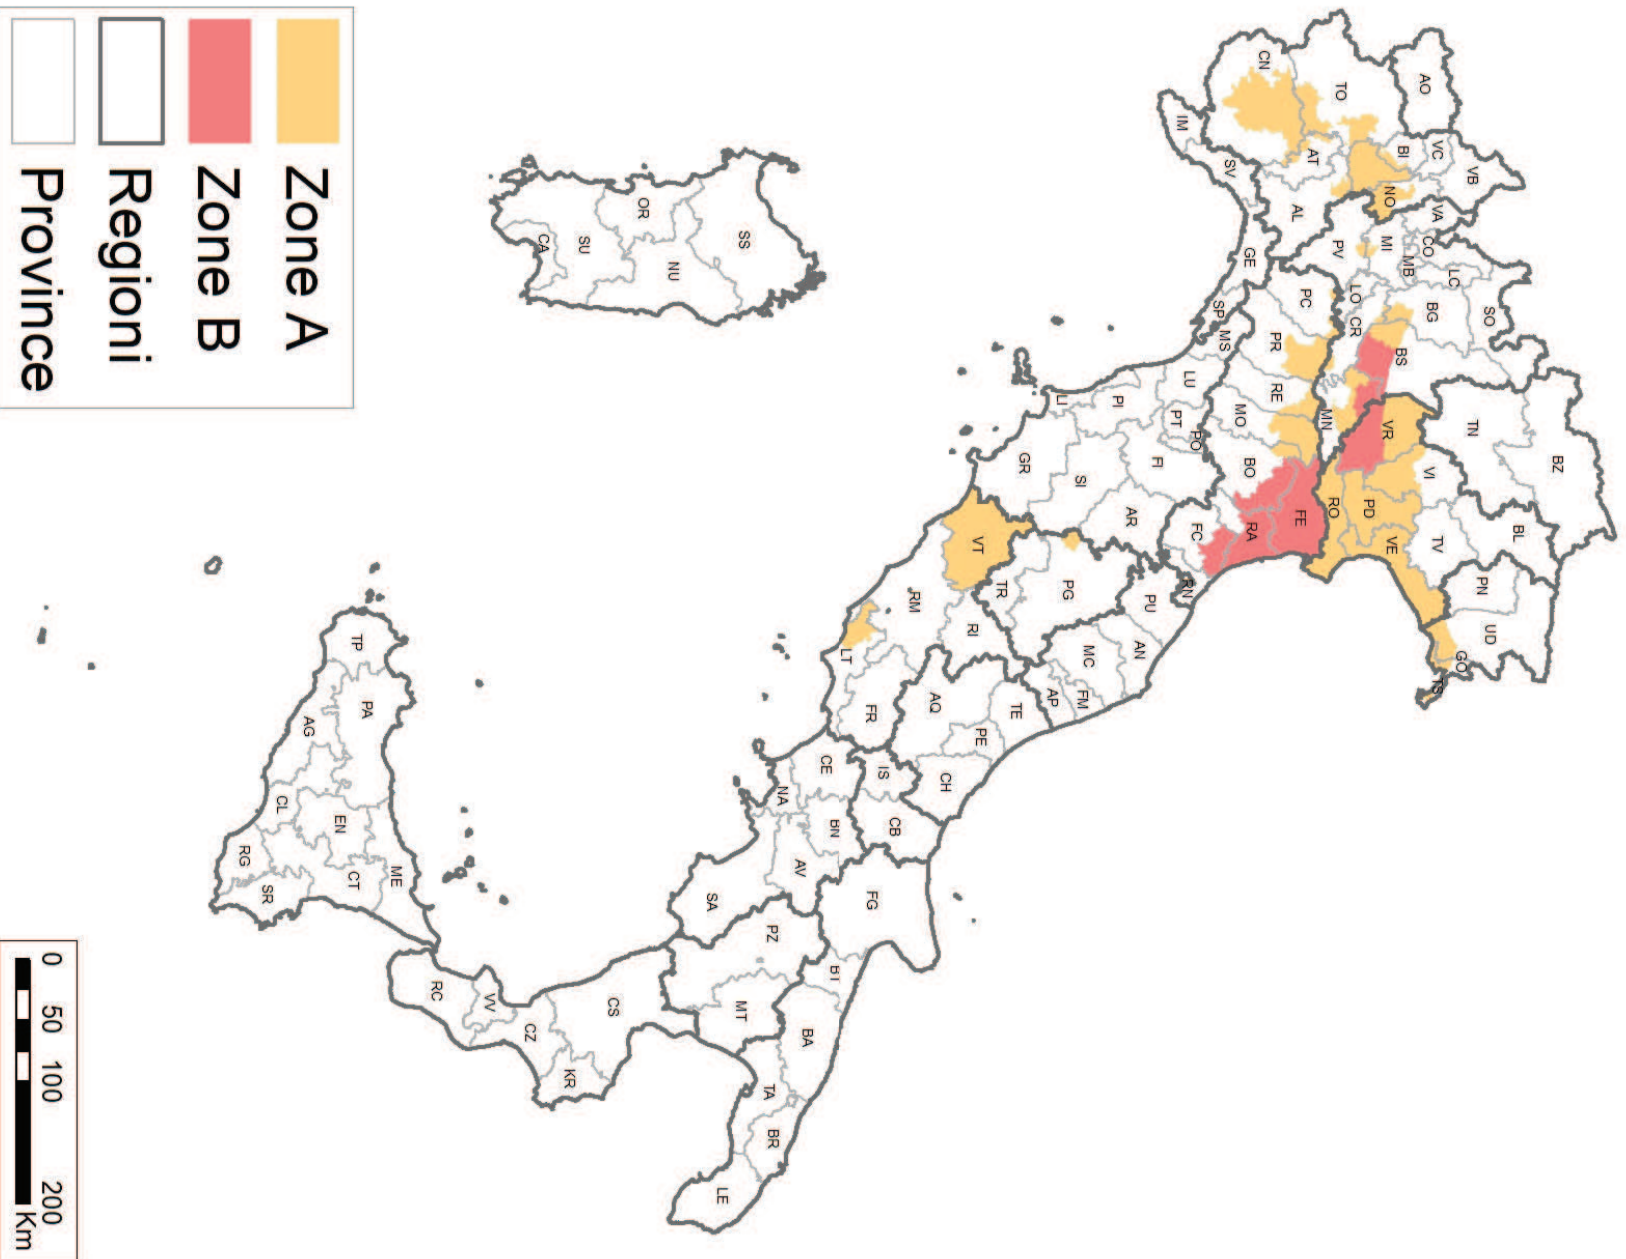 BZ
BL
UD
SO
PN
VB
TN
GO
LC
VC
VA
TV
TS
BG
CO
VI
AO
MB
BI
BS
VE
NO
MI
VR
PD
LO
CR
TO
PV
RO
MN
AT
PC
FE
AL
PR
RE
CN
GE
BO
RA
MO
SV
MS
SP
FC
PO
LU
RN
IM
PT
FI
PU
AN
AR
PI
MC
FM
SI
PG
LI
AP
GR
TE
TR
VT
PE
RI
CH
AQ
RM
CB
IS
FR
FG
LT
BN
BT
CE
BA
AV
NA
BR
PZ
TA
SS
MT
LE
SA
NU
OR
CS
SU
KR
CA
CZ
VV
RC
ME
PA
TP
CT
EN
AG
CL
SR
RG
Zone A
Zone B
Regioni
Province
0 50 100 200
Km